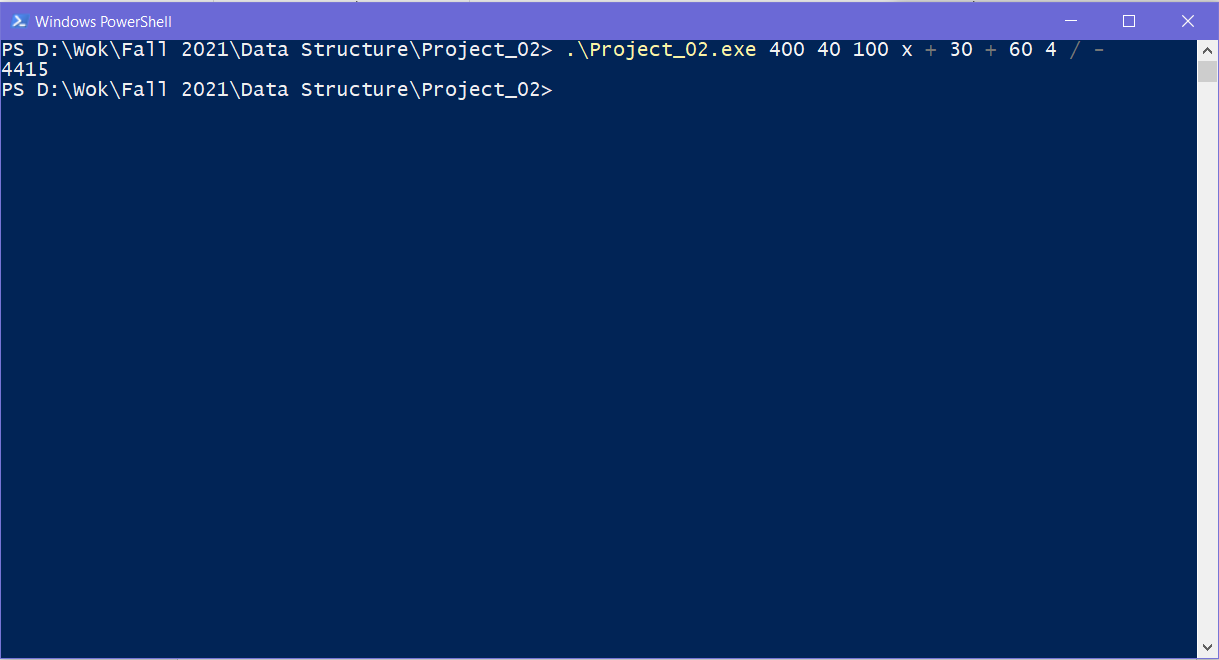 Windows PowerShell
PS D:\Wok\Fall 2021\Data Structure\Project_02> .\Project_02.exe 400 40 100 x + 30 + 60 4 / -
4415
PS D:\Wok\Fall 2021\Data Structure\Project_02>